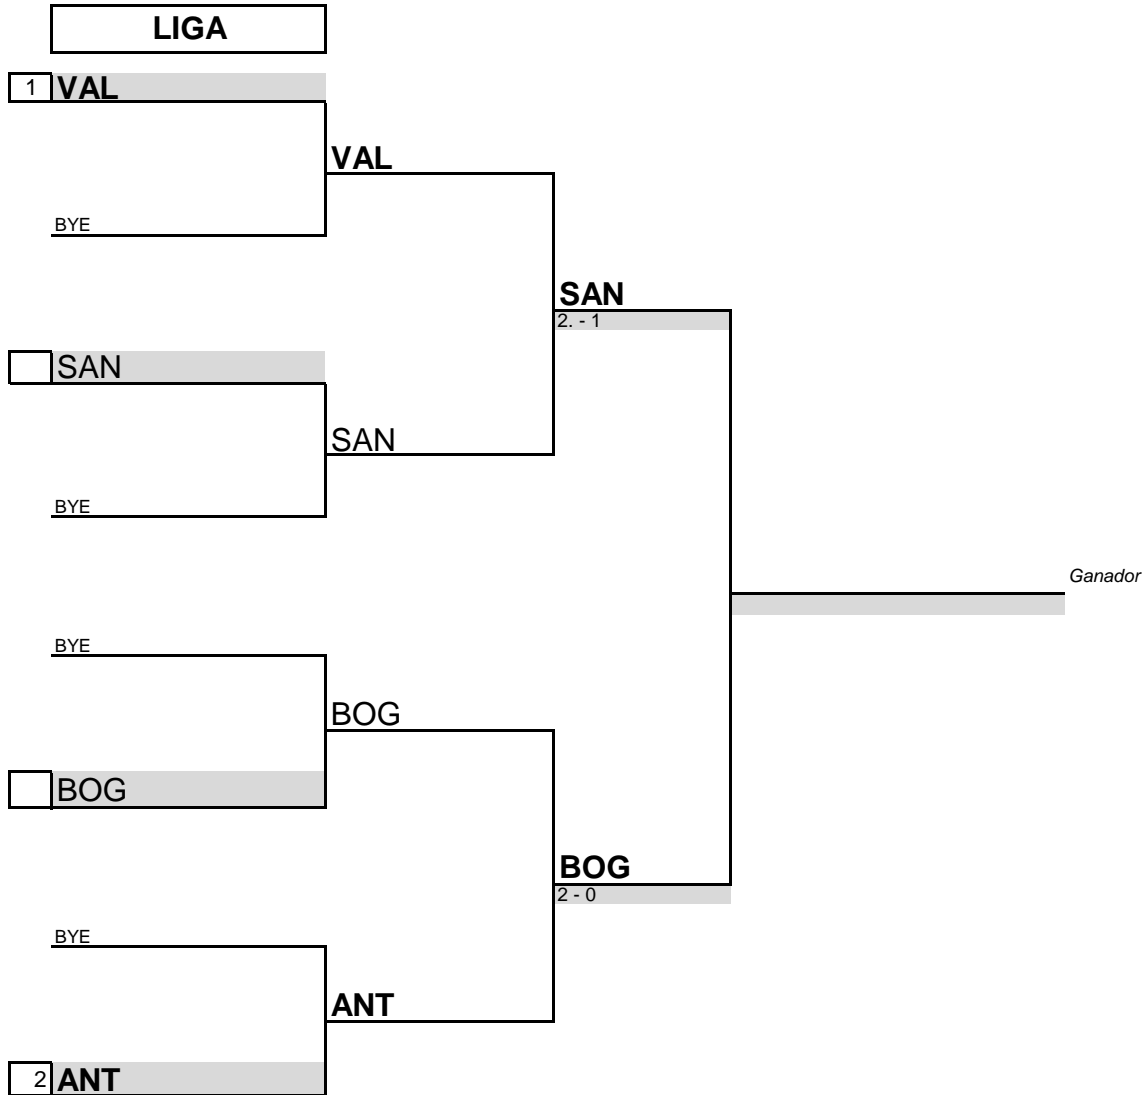 LIGA
1 VAL
VAL
BYE
SAN
2. - 1
SAN
SAN
BYE
Ganador
BYE
BOG
BOG
BOG
2 - 0
BYE
ANT
2 ANT